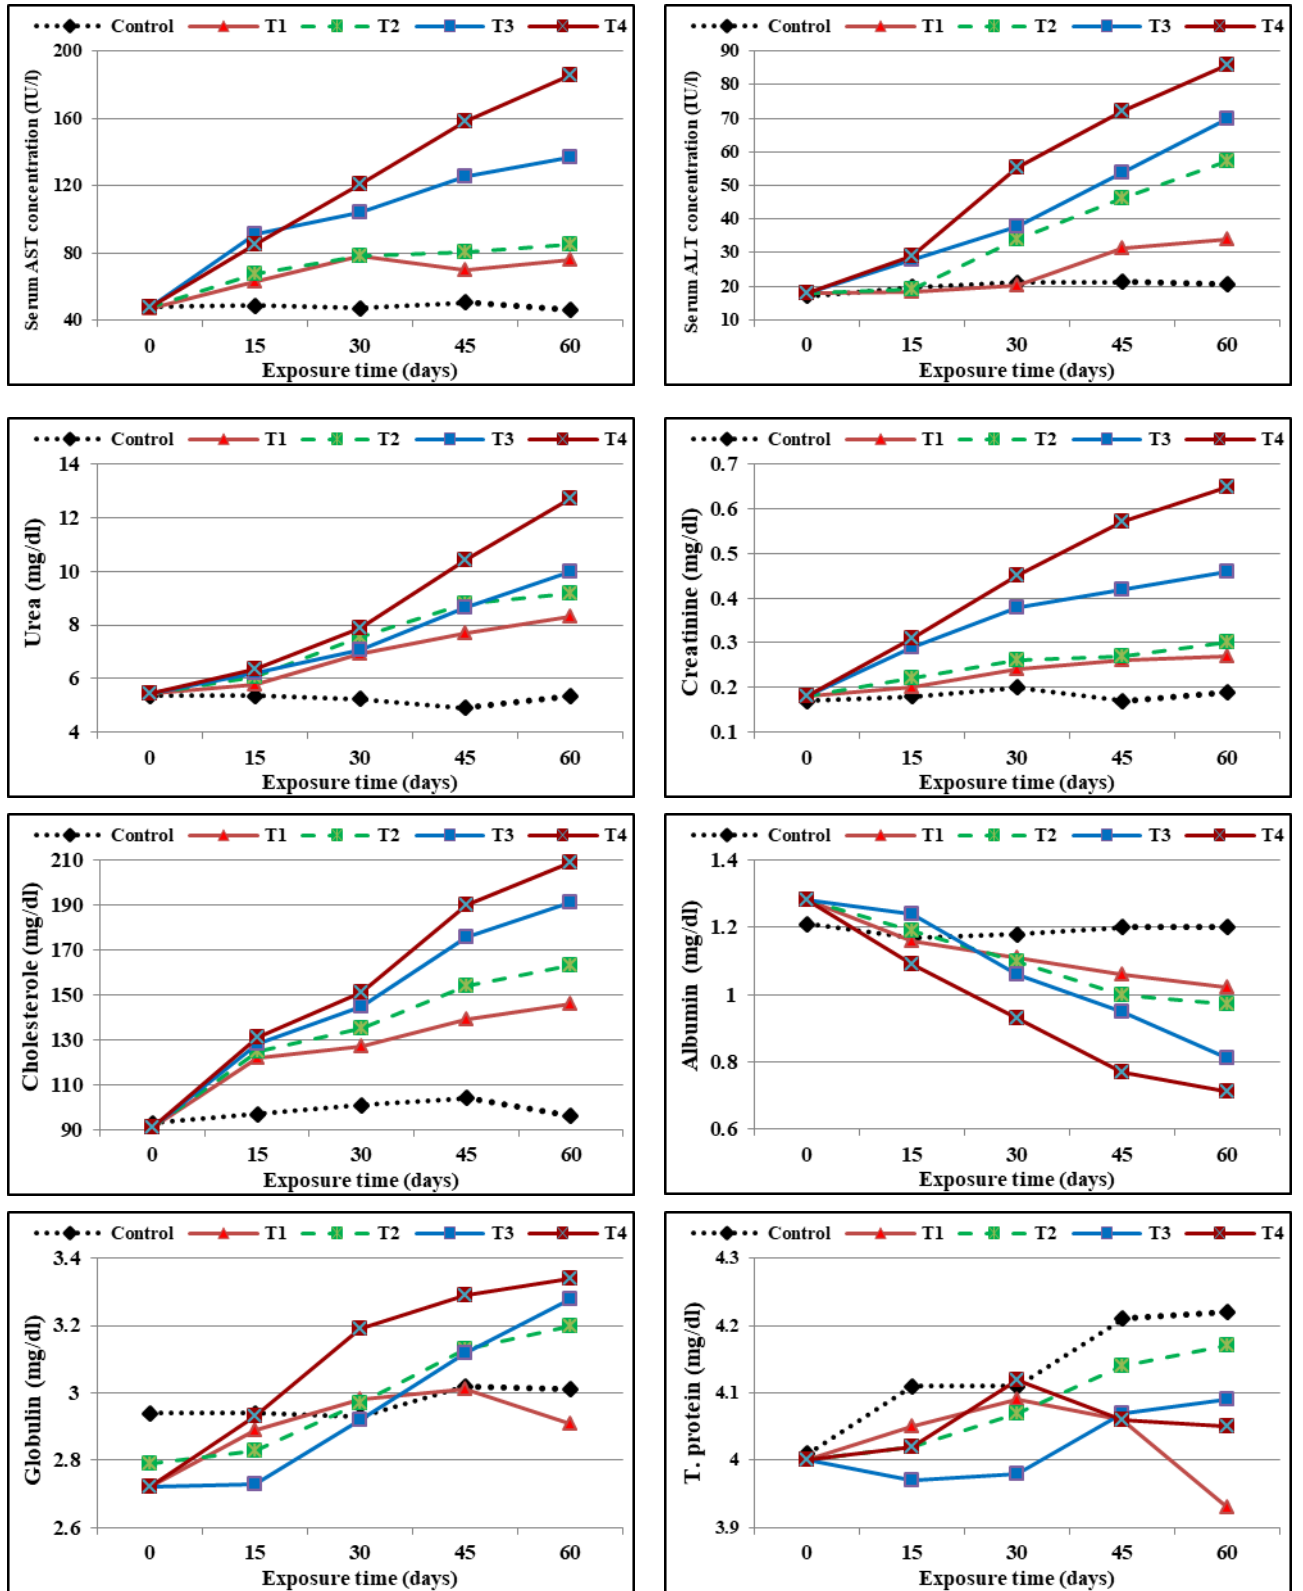 Control T1 T2 T3 T4
200
160
120
80
40
Serum AST concentration (IU/l)
0 15 30 45 60
Exposure time (days)
Control T1 T2 T3 T4
90
80
70
60
50
40
30
20
10
Serum ALT concentration (IU/l)
0 15 30 45 60
Exposure time (days)
Control T1 T2 T3 T4
14
12
10
8
6
4
Urea (mg/dl)
0 15 30 45 60
Exposure time (days)
Control T1 T2 T3 T4
0.7
0.6
0.5
0.4
0.3
0.2
0.1
Creatinine (mg/dl)
0 15 30 45 60
Exposure time (days)
Control T1 T2 T3 T4
210
190
170
150
130
110
90
Cholesterole (mg/dl)
0 15 30 45 60
Exposure time (days)
Control T1 T2 T3 T4
1.4
1.2
1
0.8
0.6
Albumin (mg/dl)
0 15 30 45 60
Exposure time (days)
Control T1 T2 T3 T4
3.4
3.2
3
2.8
2.6
Globulin (mg/dl)
0 15 30 45 60
Exposure time (days)
Control T1 T2 T3 T4
4.3
4.2
4.1
4
3.9
T. protein (mg/dl)
0 15 30 45 60
Exposure time (days)